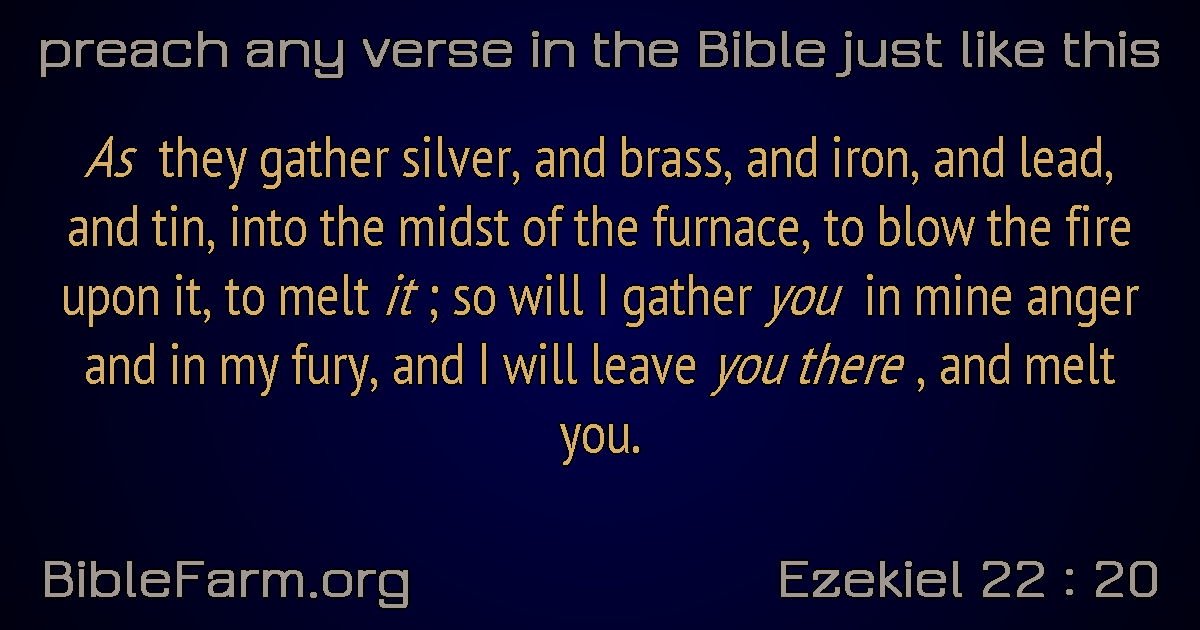 preach any verse in the Bible just like this
As they gather silver, and brass, and iron, and lead,
and tin, into the midst of the furnace, to blow the fire
upon it, to melt it ; so will I gather you in mine anger
and in my fury, and I will leave you there , and melt
you.
BibleFarm.org
Ezekiel 22 : 20